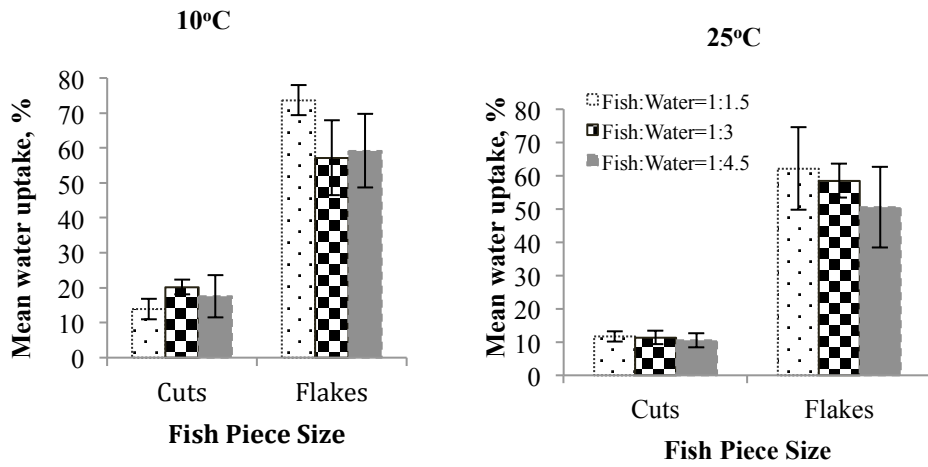 10°C
Mean water uptake, %
80
70
60
50
40
30
20
10
0
Cuts Flakes
Fish Piece Size
25°C
Mean water uptake, %
80
70
60
50
40
30
20
10
0
Fish:Water=1:1.5
Fish:Water=1:3
Fish:Water=1:4.5
Cuts Flakes
Fish Piece Size